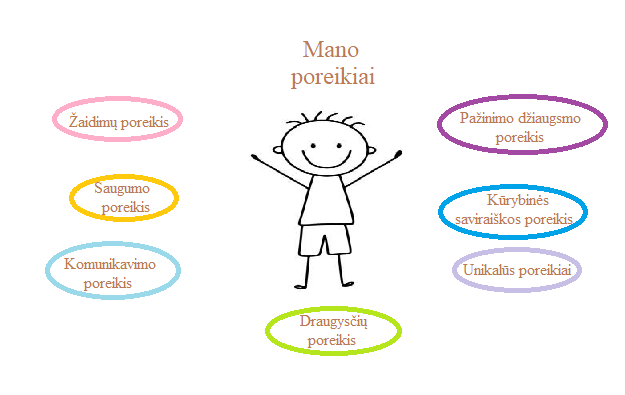 Mano
poreikiai
Žaidimų poreikis
Saugumo
poreikis
Komunikavimo
poreikis
Draugysčių
poreikis
Pažinimo džiaugsmo
poreikis
Kūrybinės
saviraiškos poreikis
Unikalūs poreikiai